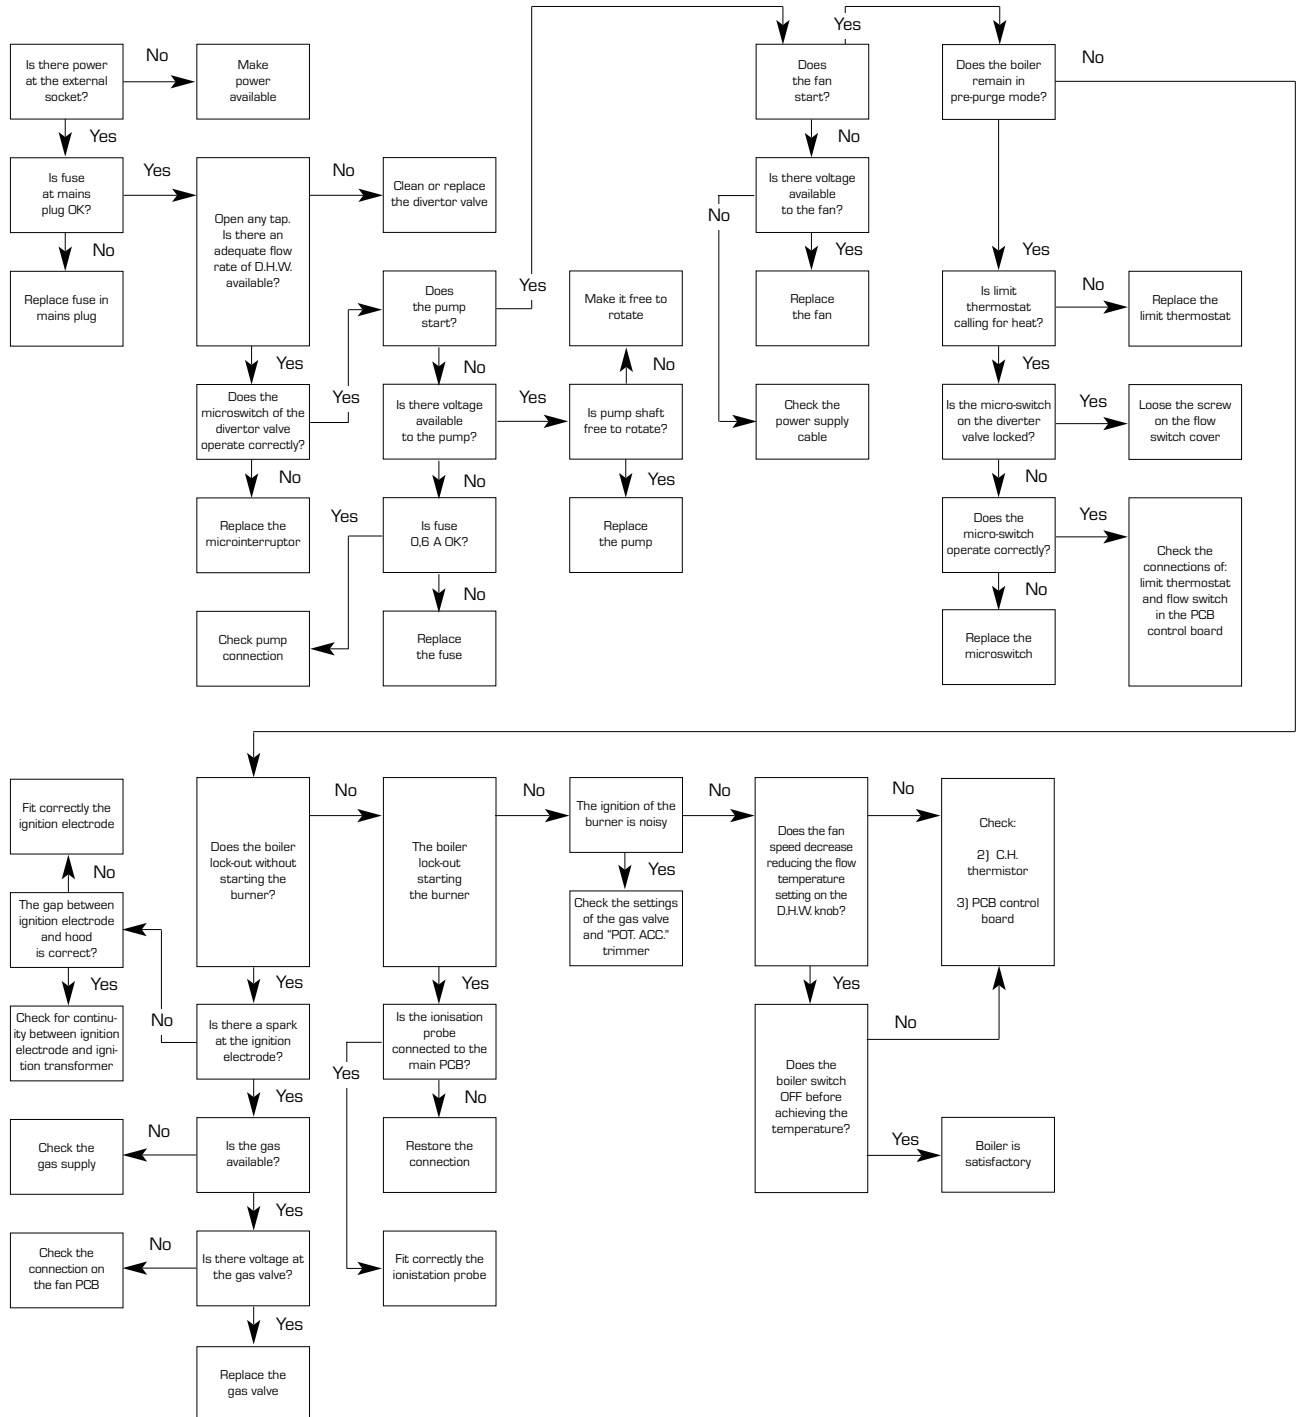 Is there power
at the external
socket?
No
Make
power
available
Yes
Is fuse
at mains
plug OK?
Yes
No
Replace fuse in
mains plug
Open any tap.
Is there an
adequate flow
rate of D.H.W.
available?
No
Clean or replace
the divertor valve
Yes
Does the
microswitch of the
divertor valve
operate correctly?
Yes
No
Replace the
microinterruptor
Does
the pump
start?
Yes
No
Is there voltage
available
to the pump?
Yes
No
Is pump shaft
free to rotate?
No
Make it free to
rotate
Yes
Replace
the pump
Is fuse
0,6 A OK?
Yes
Check pump
connection
No
Replace
the fuse
Does
the fan
start?
Yes
No
Is there voltage
available
to the fan?
No
Yes
Replace
the fan
Check the
power supply
cable
Does the boiler
remain in
pre-purge mode?
No
Yes
Is limit
thermostat
calling for heat?
No
Replace the
limit thermostat
Yes
Is the micro-switch
on the diverter
valve locked?
Yes
Loose the screw
on the flow
switch cover
No
Does the
micro-switch
operate correctly?
Yes
Check the
connections of:
limit thermostat
and flow switch
in the PCB
control board
No
Replace the
microswitch
Does the boiler
lock-out without
starting the
burner?
No
Yes
Is there a spark
at the ignition
electrode?
No
The gap between
ignition electrode
and hood
is correct?
No
Fit correctly the
ignition electrode
Yes
Check for continu-
ity between ignition
electrode and igni-
tion transformer
Yes
Is the gas
available?
No
Check the
gas supply
Yes
Is there voltage at
the gas valve?
No
Check the
connection on
the fan PCB
Yes
Replace the
gas valve
The boiler
lock-out
starting
the burner
No
Yes
Is the ionisation
probe
connected to the
main PCB?
Yes
No
Restore the
connection
Fit correctly the
ionistation probe
The ignition of the
burner is noisy
No
Yes
Check the settings
of the gas valve
and "POT. ACC."
trimmer
Does the fan
speed decrease
reducing the flow
temperature
setting on the
D.H.W. knob?
No
Check:
2) C.H.
thermistor
3) PCB control
board
Yes
Does the
boiler switch
OFF before
achieving the
temperature?
No
Yes
Boiler is
satisfactory